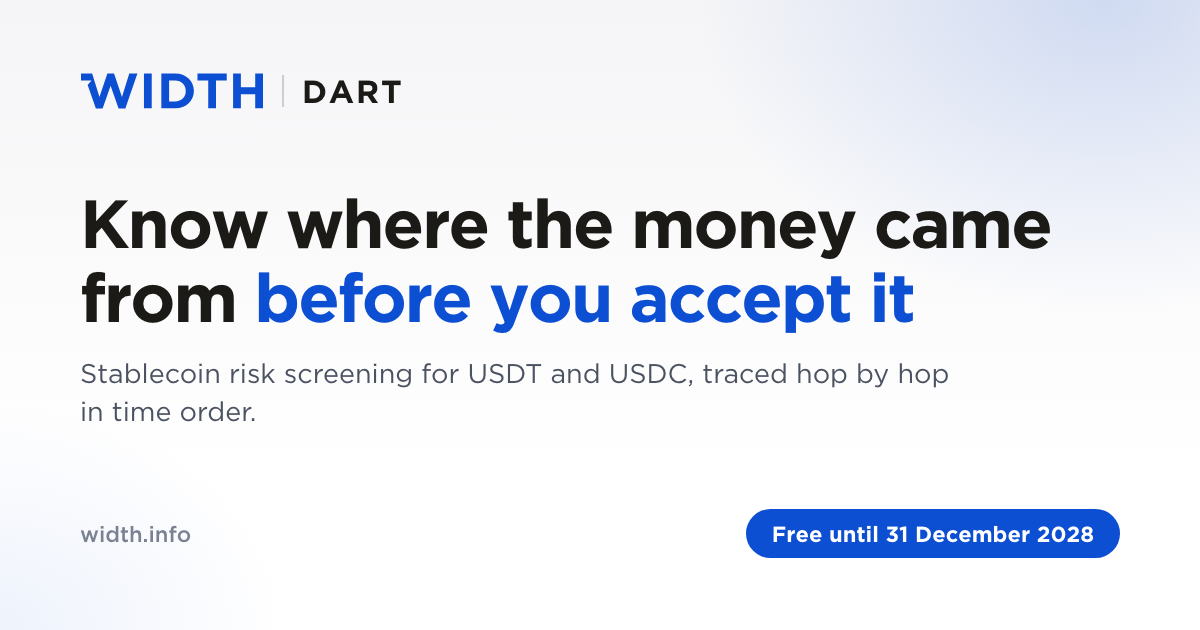 WIDTH | DART
Know where the money came
from before you accept it
Stablecoin risk screening for USDT and USDC, traced hop by hop
in time order.
width.info
Free until 31 December 2028